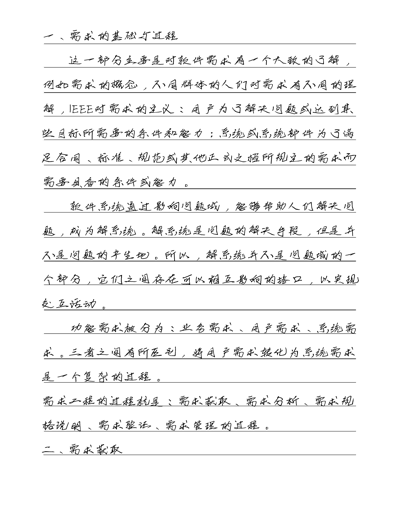 一、需求的基础与过程
这一部分主要是对软件需求有一个大致的了解，
例如需求的概念，不同群体的人们对需求有不同的理
解，IEEE对需求的定义：用户为了解决问题或达到某
些目标所需要的条件和能力；系统或系统部件为了满
足合同、标准、规范或其他正式文档所规定的需求而
需要具备的条件或能力。
软件系统通过影响问题域，能够帮助人们解决问
题，成为解系统。解系统是问题的解决手段，但是并
不是问题的产生地。所以，解系统并不是问题域的一
个部分，它们之间存在可以相互影响的接口，以实现
交互活动。
功能需求被分为：业务需求、用户需求、系统需
求。三者之间有所区别，将用户需求转化为系统需求
是一个复杂的过程。
需求工程的过程就是：需求获取、需求分析、需求规
格说明、需求验证、需求管理的过程。
二、需求获取